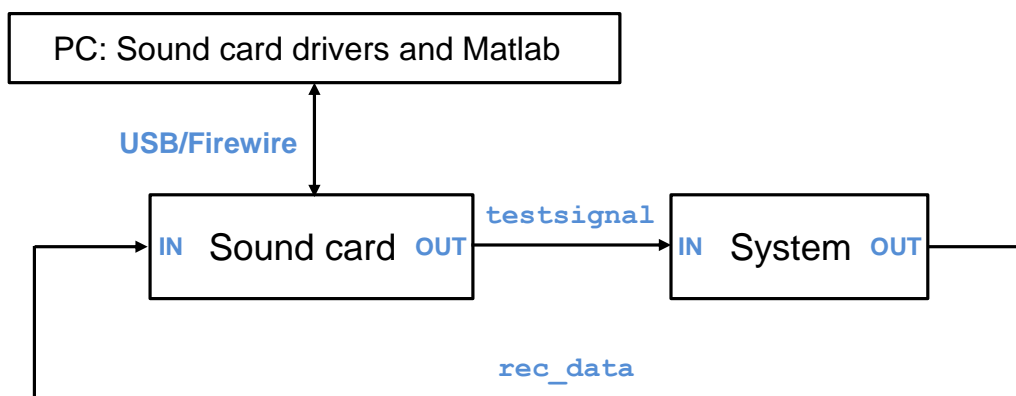 PC: Sound card drivers and Matlab
USB/Firewire
testsignal
IN Sound card OUT
IN System OUT
rec_data